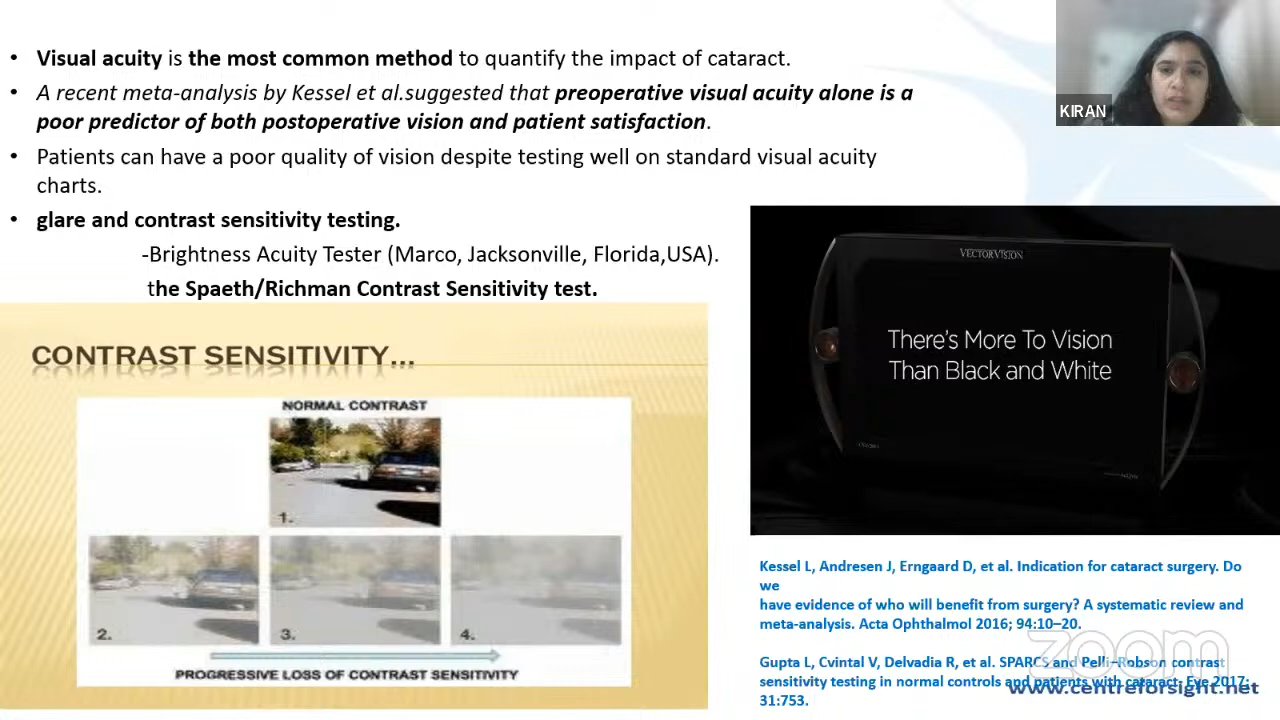 • Visual acuity is the most common method to quantify the impact of cataract.
• A recent meta-analysis by Kessel et al.suggested that preoperative visual acuity alone is a
poor predictor of both postoperative vision and patient satisfaction.
• Patients can have a poor quality of vision despite testing well on standard visual acuity
charts.
• glare and contrast sensitivity testing.
-Brightness Acuity Tester (Marco, Jacksonville, Florida,USA).
the Spaeth/Richman Contrast Sensitivity test.
KIRAN
CONTRAST SENSITIVITY...
NORMAL CONTRAST
1.
2.
3.
4.
PROGRESSIVE LOSS OF CONTRAST SENSITIVITY
VECTORVISION
There's More To Vision
Than Black and White
Kessel L, Andresen J, Erngaard D, et al. Indication for cataract surgery. Do
we
have evidence of who will benefit from surgery? A systematic review and
meta-analysis. Acta Ophthalmol 2016; 94:10–20.
Gupta L, Cvintal V, Delvadia R, et al. SPARCS and Pelli–Robson contrast
sensitivity testing in normal controls and patients with cataract. Eye 2017;
31:753.
zoom
www.centreforsight.net